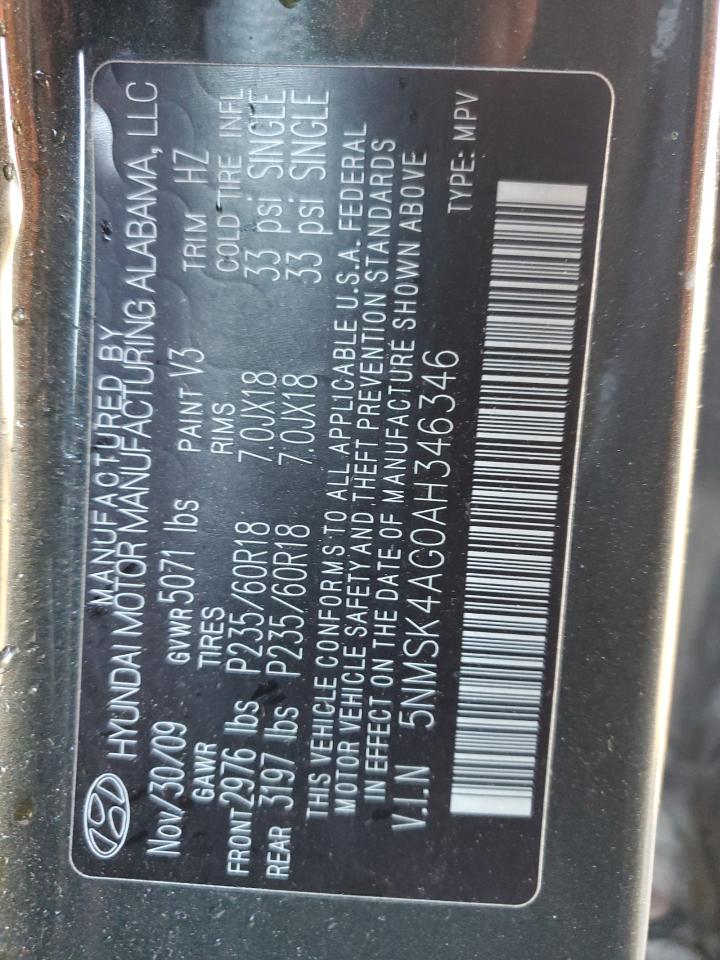 MANUFACTURED BY
HYUNDAI MOTOR MANUFACTURING ALABAMA, LLC
Nov/30/09 GVWR 5071 lbs PAINT V3 TRIM HZ
GAWR TIRES RIMS COLD TIRE INFL
FRONT 2976 lbs P235/60R18 7.0JX18 33 psi SINGLE
REAR 3197 lbs P235/60R18 7.0JX18 33 psi SINGLE
THIS VEHICLE CONFORMS TO ALL APPLICABLE U.S.A. FEDERAL
MOTOR VEHICLE SAFETY AND THEFT PREVENTION STANDARDS
IN EFFECT ON THE DATE OF MANUFACTURE SHOWN ABOVE
V.I.N 5NMSK4AG0AH346346 TYPE: MPV